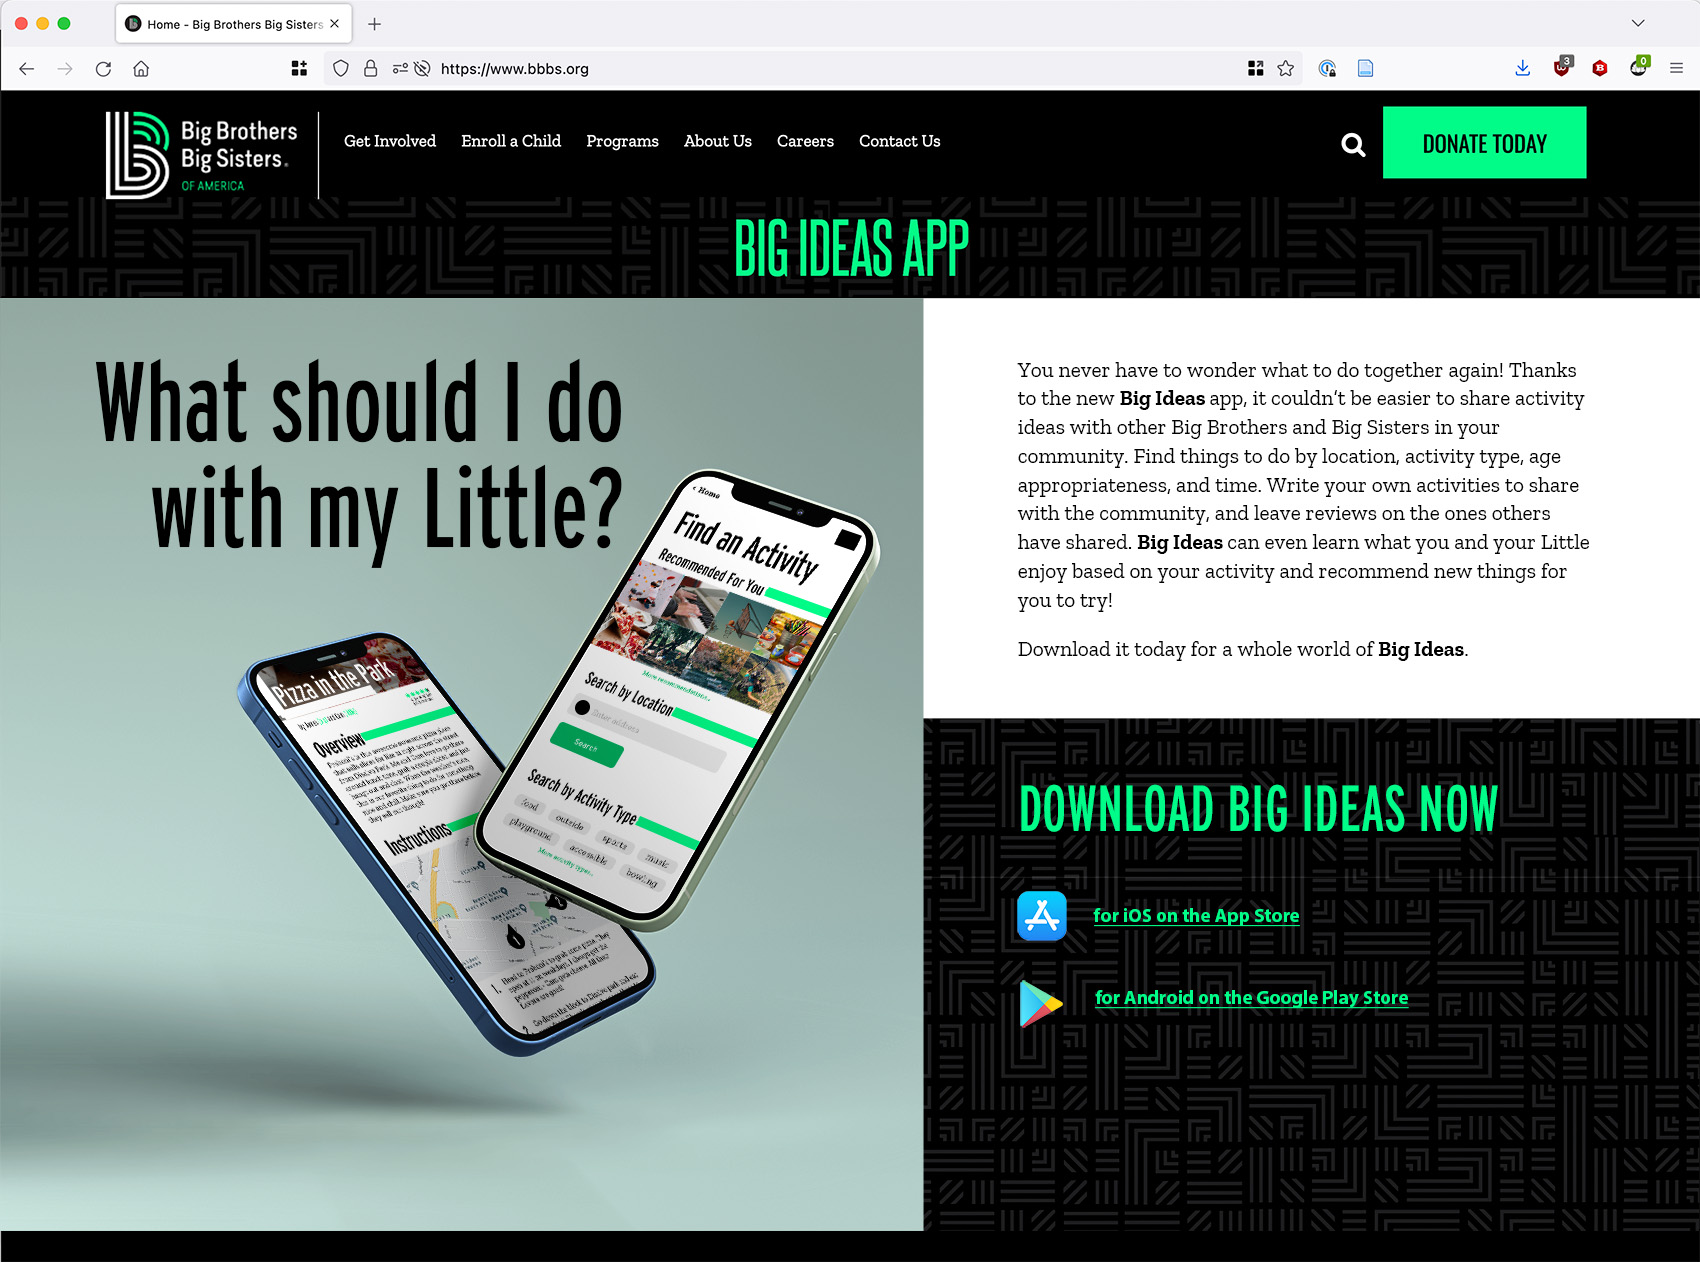 Home - Big Brothers Big Sisters
https://www.bbbs.org
3
0
Big Brothers
Big Sisters.
OF AMERICA
Get Involved
Enroll a Child
Programs
About Us
Careers
Contact Us
DONATE TODAY
BIG IDEAS APP
What should I do
with my Little?
Home
Find an Activity
Recommended For You
More recommendations
Search by Location
Enter address
Search
Search by Activity Type
food
outside
sports
music
playground
accessible
bowling
More activity types
Pizza in the Park
Overview
Instructions
1
2
1.
2.
You never have to wonder what to do together again! Thanks
to the new Big Ideas app, it couldn’t be easier to share activity
ideas with other Big Brothers and Big Sisters in your
community. Find things to do by location, activity type, age
appropriateness, and time. Write your own activities to share
with the community, and leave reviews on the ones others
have shared. Big Ideas can even learn what you and your Little
enjoy based on your activity and recommend new things for
you to try!
Download it today for a whole world of Big Ideas.
DOWNLOAD BIG IDEAS NOW
for iOS on the App Store
for Android on the Google Play Store